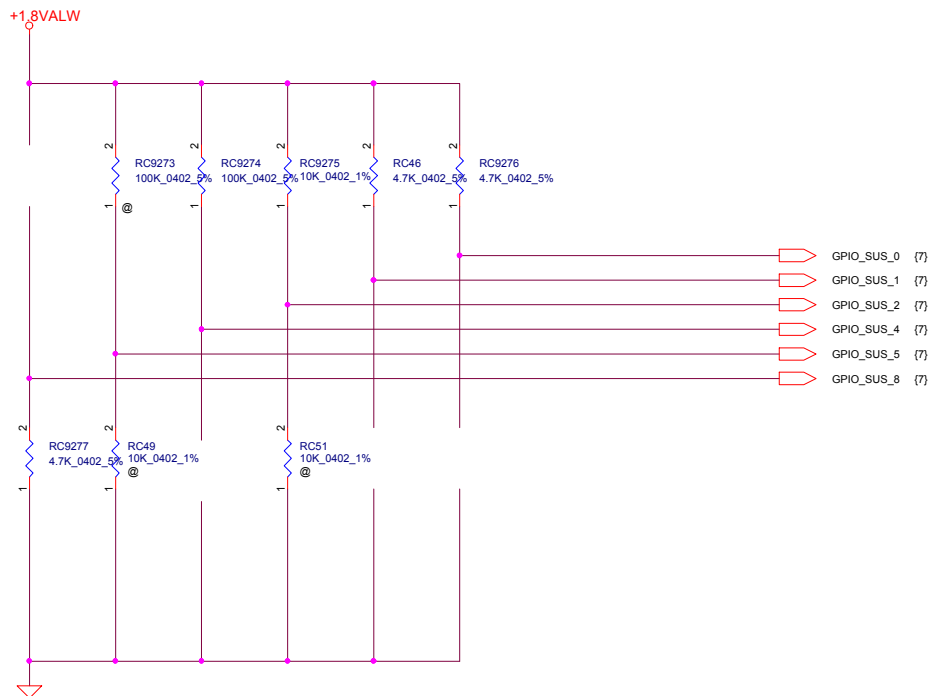 +1.8VALW
2
2
2
2
2
RC9273
100K_0402_5%
RC9274
100K_0402_5%
RC9275
10K_0402_1%
RC46
4.7K_0402_5%
RC9276
4.7K_0402_5%
1
@
1
1
1
1
GPIO_SUS_0 {7}
GPIO_SUS_1 {7}
GPIO_SUS_2 {7}
GPIO_SUS_4 {7}
GPIO_SUS_5 {7}
GPIO_SUS_8 {7}
2
2
2
RC9277
4.7K_0402_5%
RC49
10K_0402_1%
@
RC51
10K_0402_1%
@
1
1
1